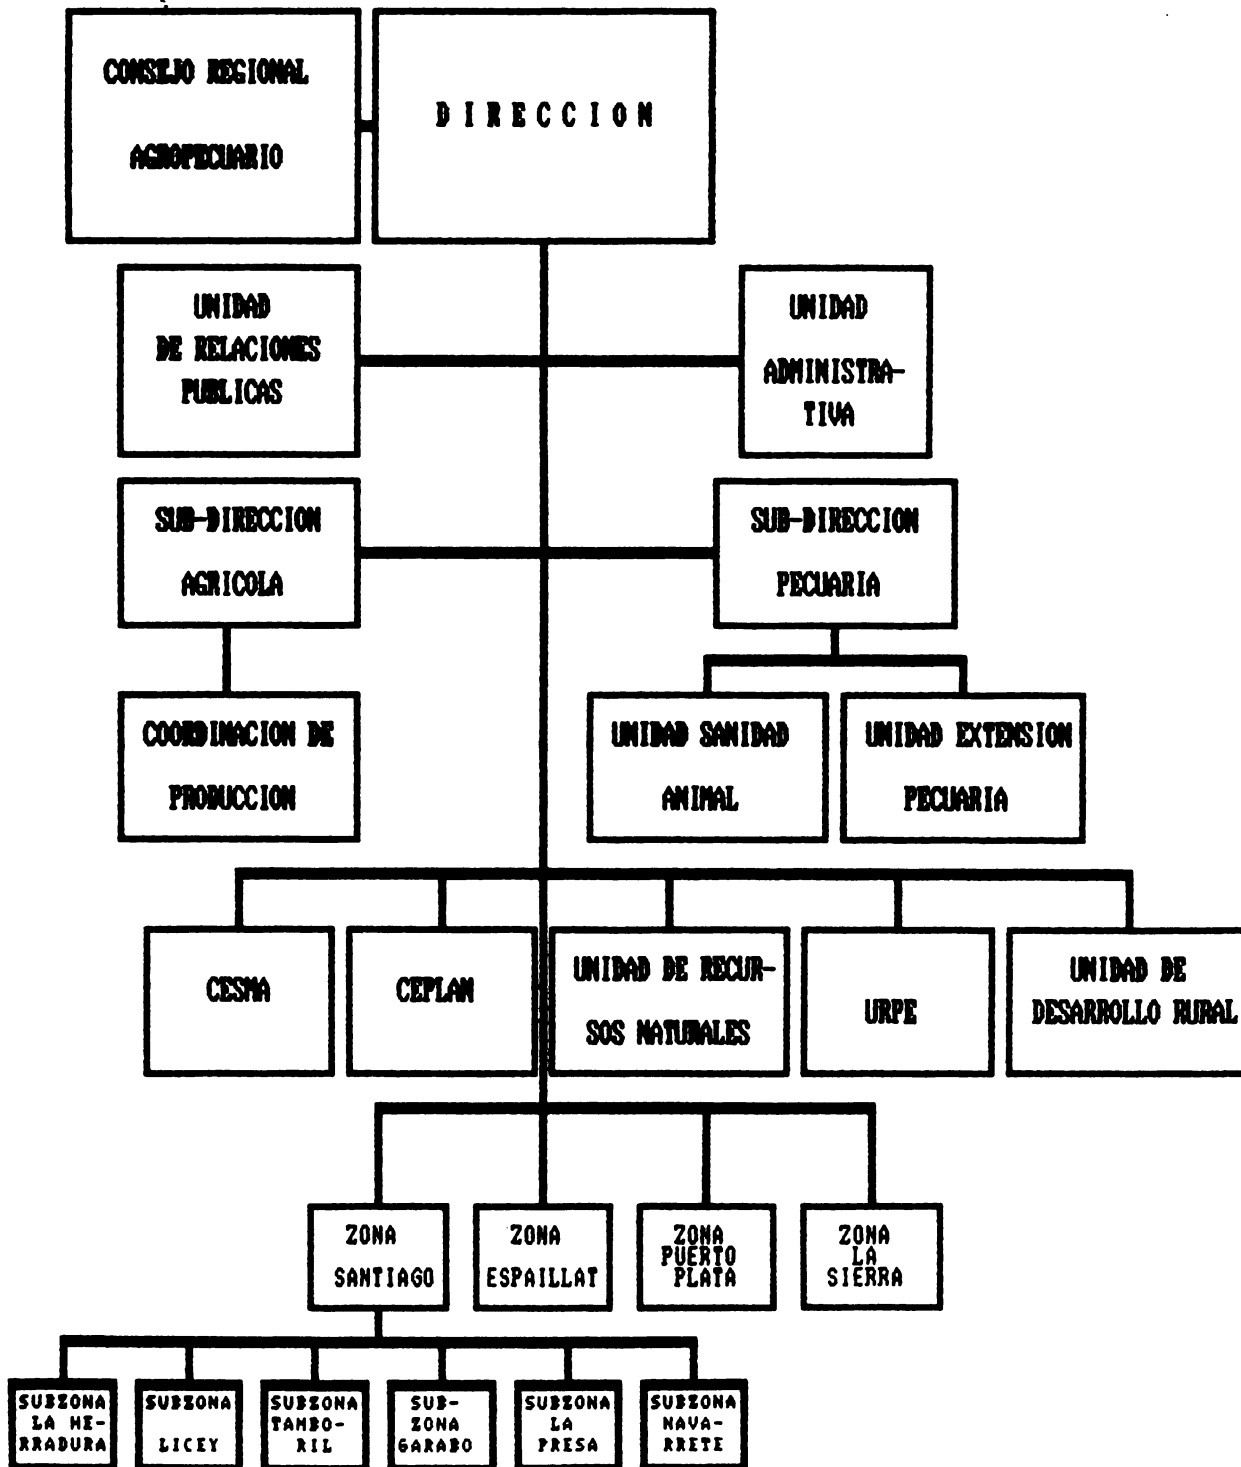 CONSEJO REGIONAL
AGROPECUARIO
DIRECCION
UNIDAD
DE RELACIONES
PUBLICAS
UNIDAD
ADMINISTRA-
TIVA
SUB-DIRECCION
AGRICOLA
SUB-DIRECCION
PECUARIA
COORDINACION DE
PRODUCCION
UNIDAD SANIDAD
ANIMAL
UNIDAD EXTENSION
PECUARIA
CESMA
CEPLAN
UNIDAD DE RECUR-
SOS NATURALES
URPE
UNIDAD DE
DESARROLLO RURAL
ZONA
SANTIAGO
ZONA
ESPAILLAT
ZONA
PUERTO
PLATA
ZONA
LA
SIERRA
SUBZONA
LA HE-
RRADURA
SUBZONA
LICEY
SUBZONA
TAMBO-
RIL
SUB-
ZONA
GARABO
SUBZONA
LA
PRESA
SUBZONA
NAVA-
RRETE